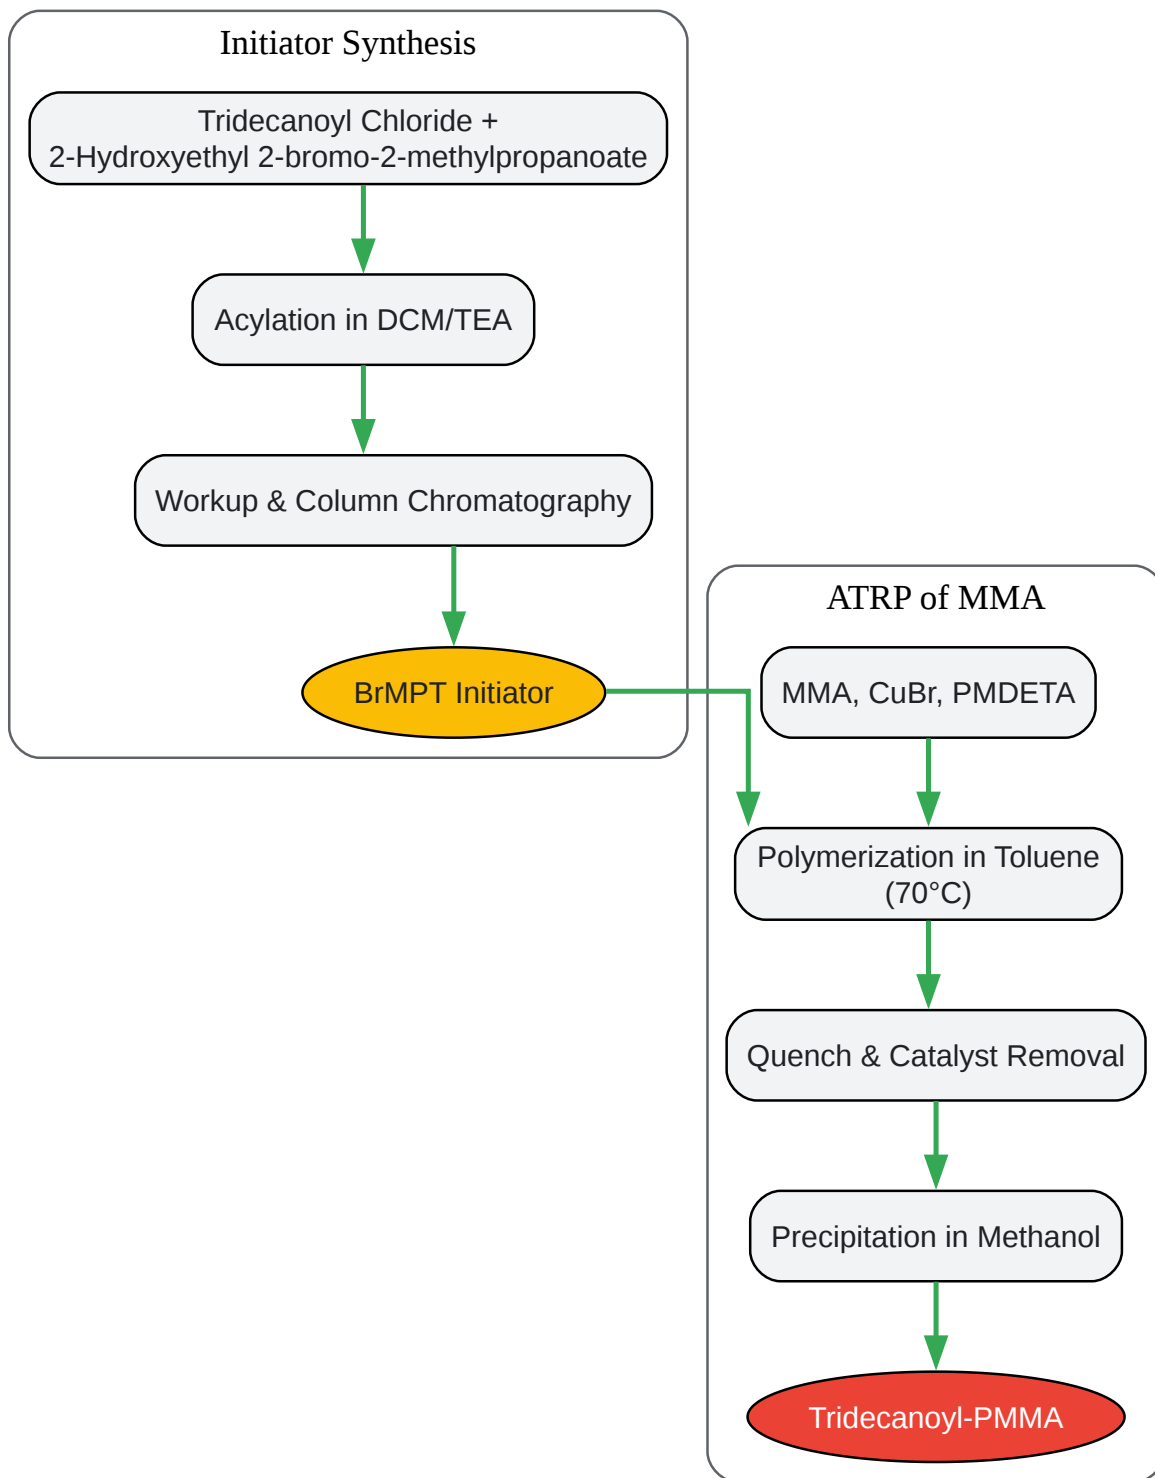 Initiator Synthesis
Tridecanoyl Chloride +
2-Hydroxyethyl 2-bromo-2-methylpropanoate
Acylation in DCM/TEA
Workup & Column Chromatography
BrMPT Initiator
ATRP of MMA
MMA, CuBr, PMDETA
Polymerization in Toluene
(70°C)
Quench & Catalyst Removal
Precipitation in Methanol
Tridecanoyl-PMMA